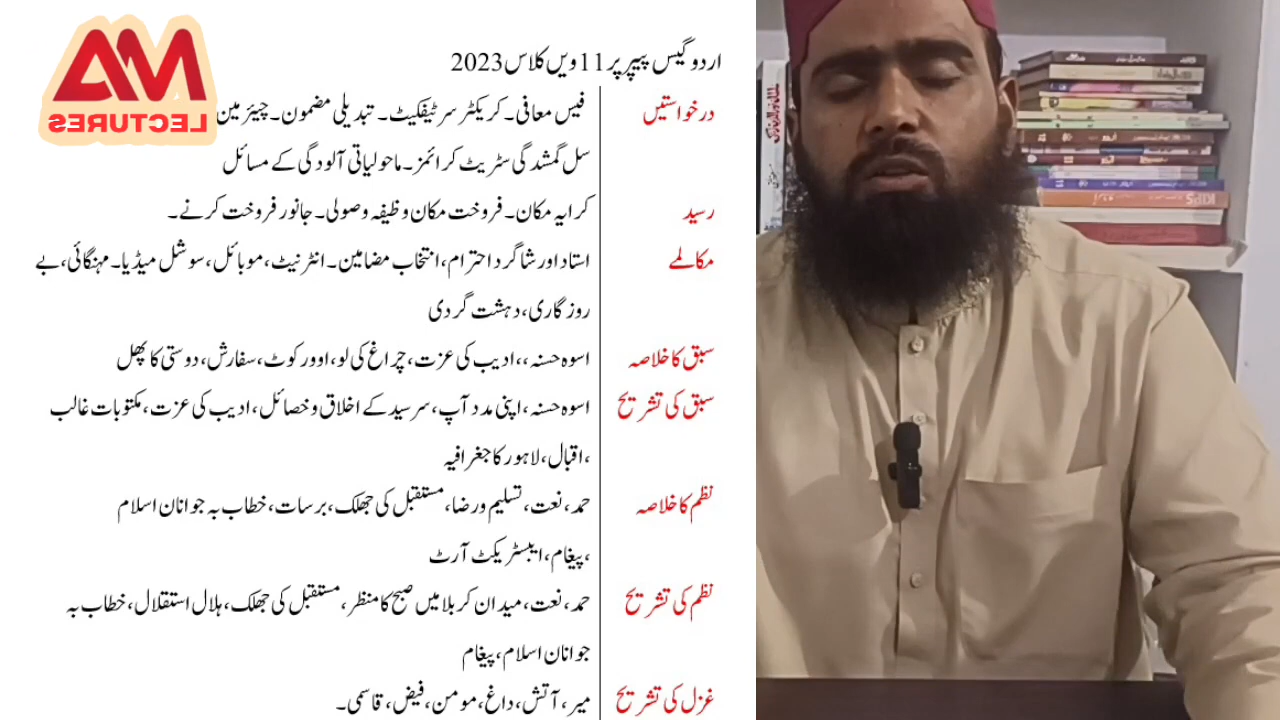 AM
LECTURES
اردو گیس پیپر پر 11 ویں کلاس 2023
درخواستیں فیس معافی۔ کریکٹر سرٹیفکیٹ۔ تبدیلی مضمون۔ چیئرمین
سل گمشدگی سٹریٹ کرائمز۔ ماحولیاتی آلودگی کے مسائل
رسید کرایہ مکان۔ فروخت مکان وظیفہ وصولی۔ جانور فروخت کرنے۔
مکالمے استاد اور شاگرد احترام، انتخاب مضامین۔ انٹرنیٹ، موبائل، سوشل میڈیا۔ مہنگائی، بے
روزگاری، دہشت گردی
سبق کا خلاصہ اسوہ حسنہ،، ادیب کی عزت، چراغ کی لو، اوور کوٹ، سفارش، دوستی کا پھل
سبق کی تشریح اسوہ حسنہ، اپنی مدد آپ، سرسید کے اخلاق و خصائل، ادیب کی عزت، مکتوبات غالب
،اقبال، لاہور کا جغرافیہ
نظم کا خلاصہ حمد، نعت، تسلیم ورضا، مستقبل کی جھلک، برسات، خطاب بہ جوانان اسلام
،پیغام، ایبسٹریکٹ آرٹ
نظم کی تشریح حمد، نعت، میدان کربلا میں صبح کا منظر، مستقبل کی جھلک، ہلال استقلال، خطاب بہ
جوانان اسلام، پیغام
غزل کی تشریح میر، آتش، داغ، مومن، فیض، قاسمی۔
KIPS